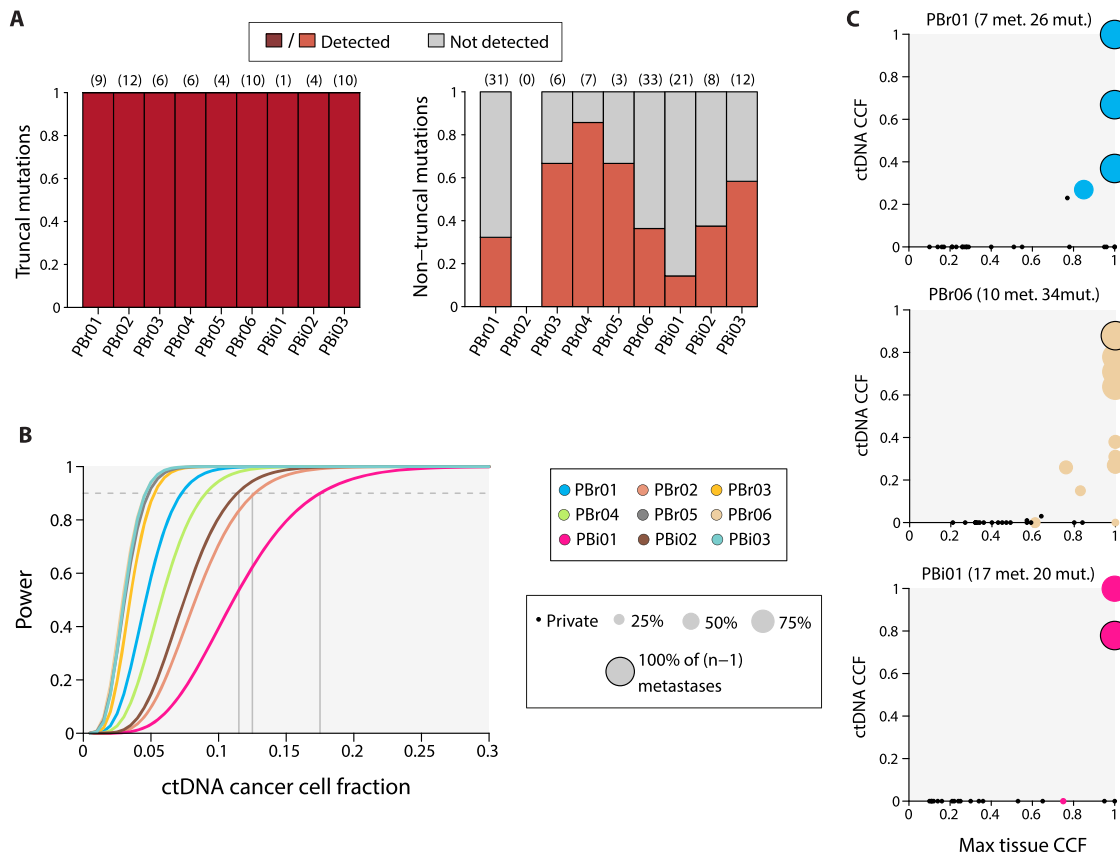 A
/ Detected Not detected
(9) (12) (6) (6) (4) (10) (1) (4) (10)
Truncal mutations
1
0.8
0.6
0.4
0.2
0
PBr01 PBr02 PBr03 PBr04 PBr05 PBr06 PBi01 PBi02 PBi03
(31) (0) (6) (7) (3) (33) (21) (8) (12)
Non−truncal mutations
1
0.8
0.6
0.4
0.2
0
PBr01 PBr02 PBr03 PBr04 PBr05 PBr06 PBi01 PBi02 PBi03
B
Power
1
0.8
0.6
0.4
0.2
0
0 0.05 0.1 0.15 0.2 0.25 0.3
ctDNA cancer cell fraction
PBr01 PBr02 PBr03
PBr04 PBr05 PBr06
PBi01 PBi02 PBi03
Private 25% 50% 75%
100% of (n−1)
metastases
C
PBr01 (7 met. 26 mut.)
ctDNA CCF
1
0.8
0.6
0.4
0.2
0
0 0.2 0.4 0.6 0.8 1
PBr06 (10 met. 34mut.)
ctDNA CCF
1
0.8
0.6
0.4
0.2
0
0 0.2 0.4 0.6 0.8 1
PBi01 (17 met. 20 mut.)
ctDNA CCF
1
0.8
0.6
0.4
0.2
0
0 0.2 0.4 0.6 0.8 1
Max tissue CCF